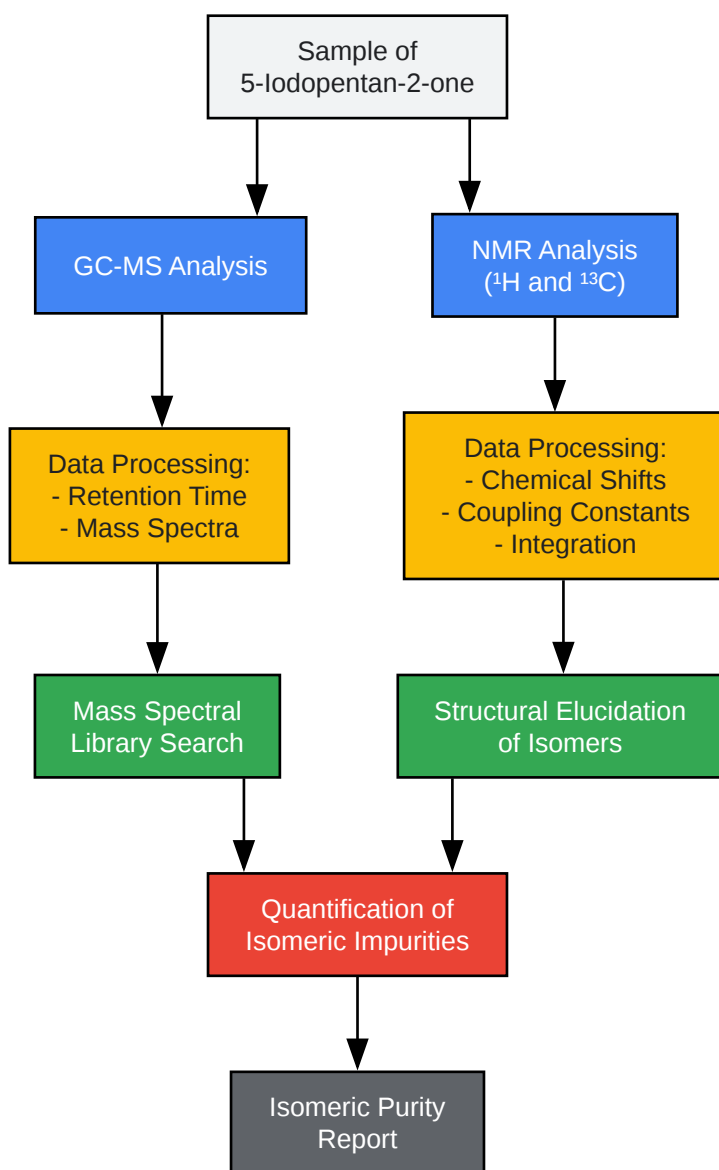 Sample of
5-Iodopentan-2-one
GC-MS Analysis
NMR Analysis
(¹H and ¹³C)
Data Processing:
- Retention Time
- Mass Spectra
Data Processing:
- Chemical Shifts
- Coupling Constants
- Integration
Mass Spectral
Library Search
Structural Elucidation
of Isomers
Quantification of
Isomeric Impurities
Isomeric Purity
Report